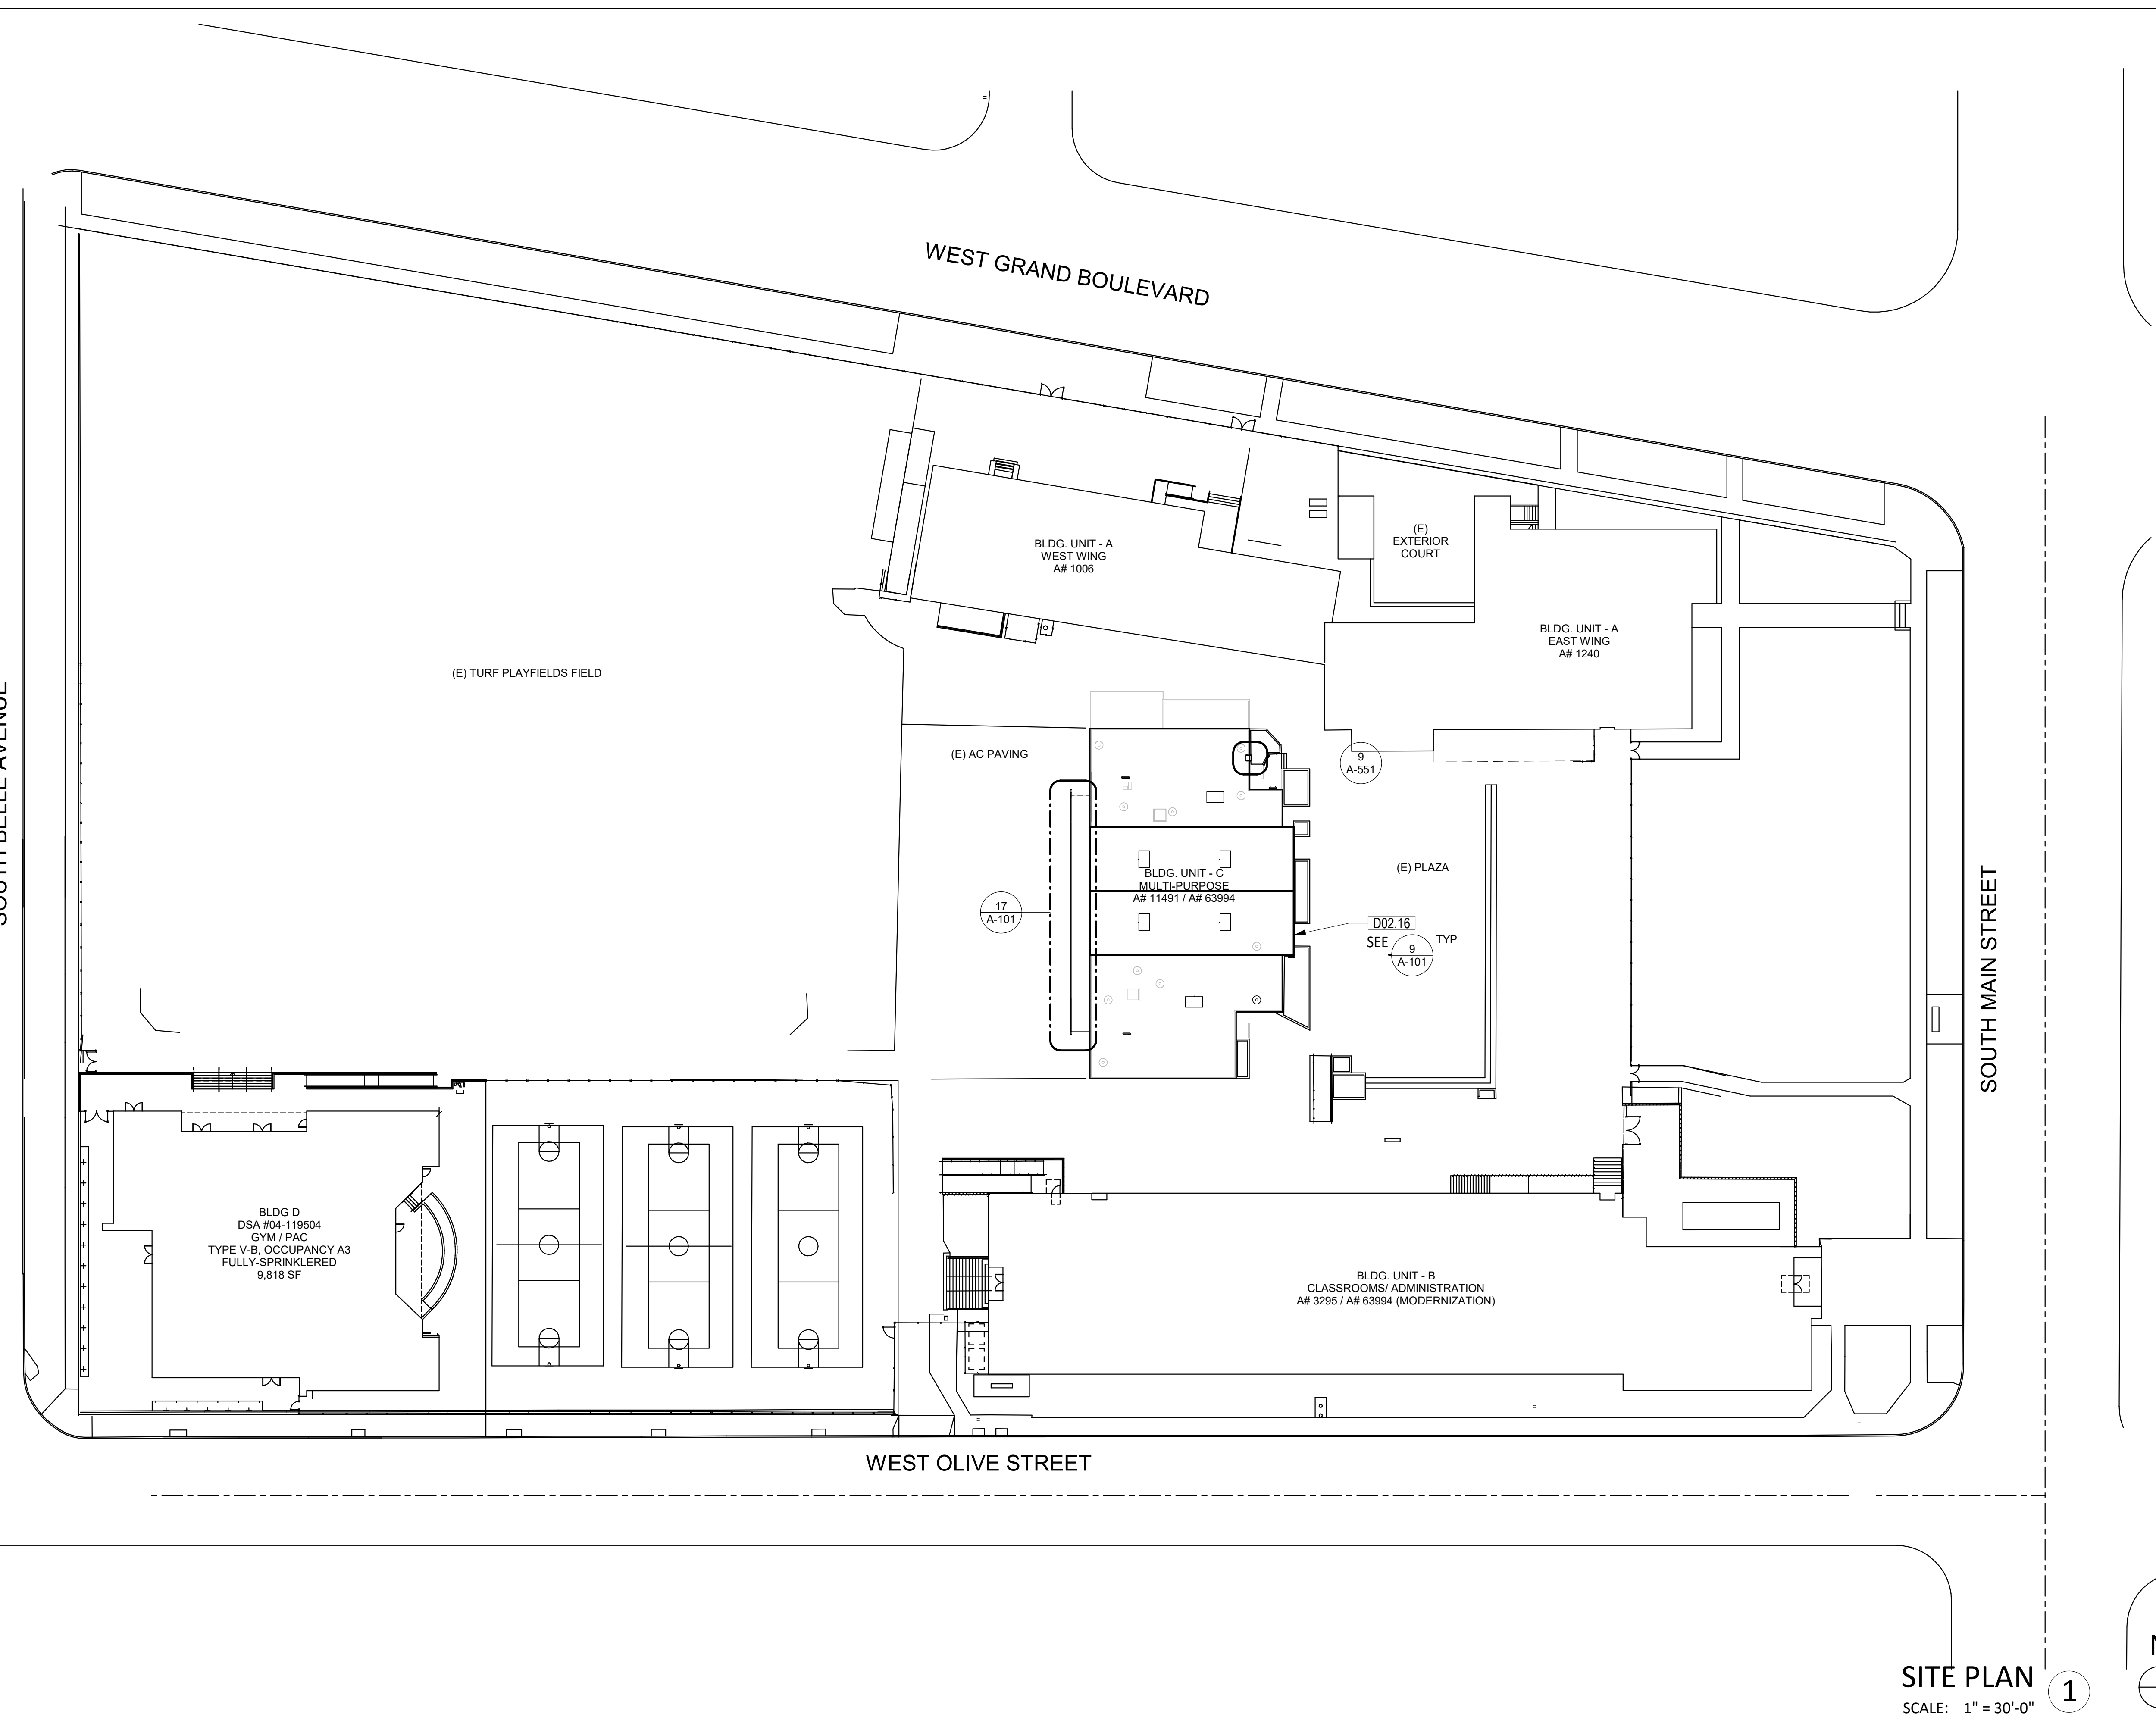 WEST GRAND BOULEVARD
BLDG. UNIT - A
WEST WING
A# 1006
(E)
EXTERIOR
COURT
BLDG. UNIT - A
EAST WING
A# 1240
(E) TURF PLAYFIELDS FIELD
SOUTH BELLE AVENUE
(E) AC PAVING
9
A-551
BLDG. UNIT - C
MULTI-PURPOSE
A# 11491 / A# 63994
17
A-101
(E) PLAZA
D02.16
SEE
9
A-101
TYP
SOUTH MAIN STREET
BLDG D
DSA #04-119504
GYM / PAC
TYPE V-B, OCCUPANCY A3
FULLY-SPRINKLERED
9,818 SF
BLDG. UNIT - B
CLASSROOMS/ ADMINISTRATION
A# 3295 / A# 63994 (MODERNIZATION)
WEST OLIVE STREET
SITE PLAN
1
SCALE: 1" = 30'-0"